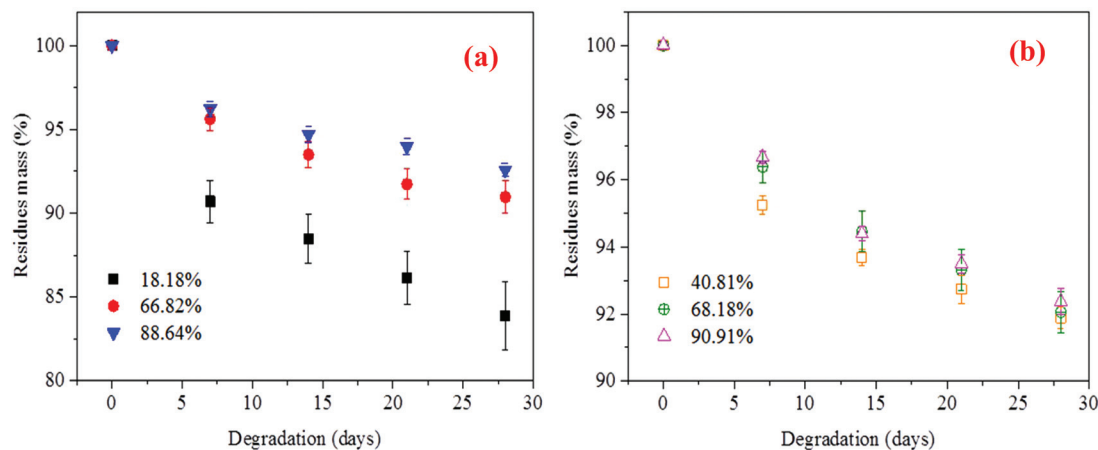 (a)
Residues mass (%)
100
95
90
85
80
18.18%
66.82%
88.64%
0 5 10 15 20 25 30
Degradation (days)
(b)
Residues mass (%)
100
98
96
94
92
90
40.81%
68.18%
90.91%
0 5 10 15 20 25 30
Degradation (days)